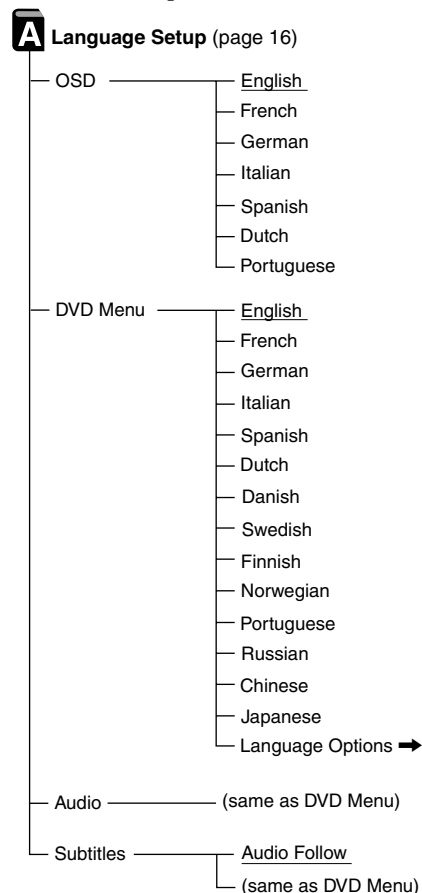 A Language Setup (page 16)
OSD
English
French
German
Italian
Spanish
Dutch
Portuguese
DVD Menu
English
French
German
Italian
Spanish
Dutch
Danish
Swedish
Finnish
Norwegian
Portuguese
Russian
Chinese
Japanese
Language Options ➡
Audio
(same as DVD Menu)
Subtitles
Audio Follow
(same as DVD Menu)